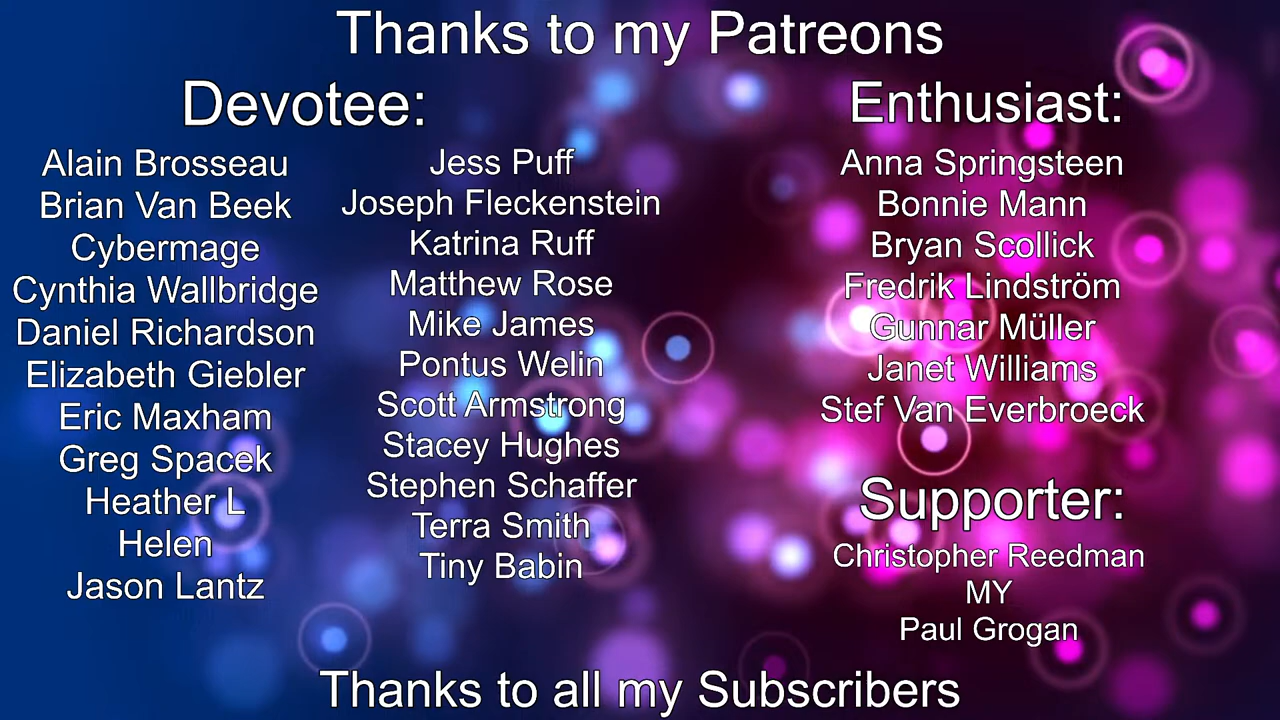 Thanks to my Patreons
Devotee:
Alain Brosseau
Brian Van Beek
Cybermage
Cynthia Wallbridge
Daniel Richardson
Elizabeth Giebler
Eric Maxham
Greg Spacek
Heather L
Helen
Jason Lantz
Jess Puff
Joseph Fleckenstein
Katrina Ruff
Matthew Rose
Mike James
Pontus Welin
Scott Armstrong
Stacey Hughes
Stephen Schaffer
Terra Smith
Tiny Babin
Enthusiast:
Anna Springsteen
Bonnie Mann
Bryan Scollick
Fredrik Lindström
Gunnar Müller
Janet Williams
Stef Van Everbroeck
Supporter:
Christopher Reedman
MY
Paul Grogan
Thanks to all my Subscribers